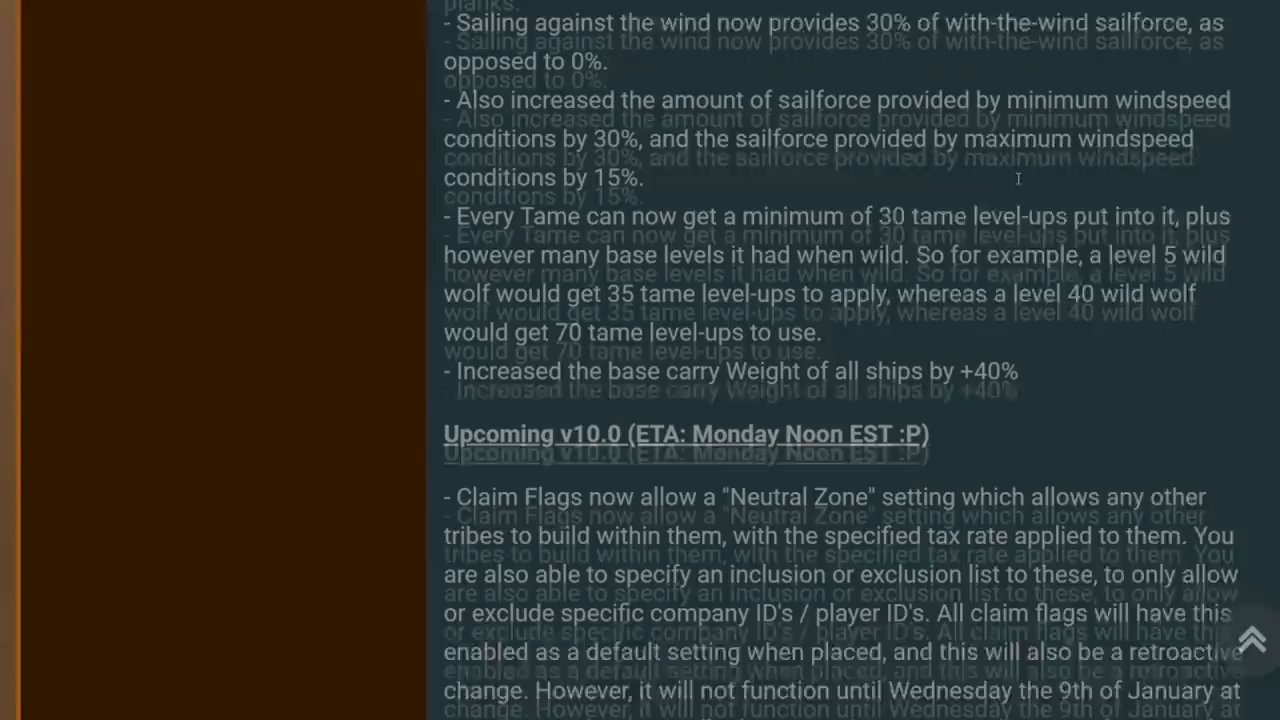 planks.
- Sailing against the wind now provides 30% of with-the-wind sailforce, as
opposed to 0%.
- Also increased the amount of sailforce provided by minimum windspeed
conditions by 30%, and the sailforce provided by maximum windspeed
conditions by 15%.
- Every Tame can now get a minimum of 30 tame level-ups put into it, plus
however many base levels it had when wild. So for example, a level 5 wild
wolf would get 35 tame level-ups to apply, whereas a level 40 wild wolf
would get 70 tame level-ups to use.
- Increased the base carry Weight of all ships by +40%
Upcoming v10.0 (ETA: Monday Noon EST :P)
- Claim Flags now allow a "Neutral Zone" setting which allows any other
tribes to build within them, with the specified tax rate applied to them. You
are also able to specify an inclusion or exclusion list to these, to only allow
or exclude specific company ID's / player ID's. All claim flags will have this
enabled as a default setting when placed, and this will also be a retroactive
change. However, it will not function until Wednesday the 9th of January at